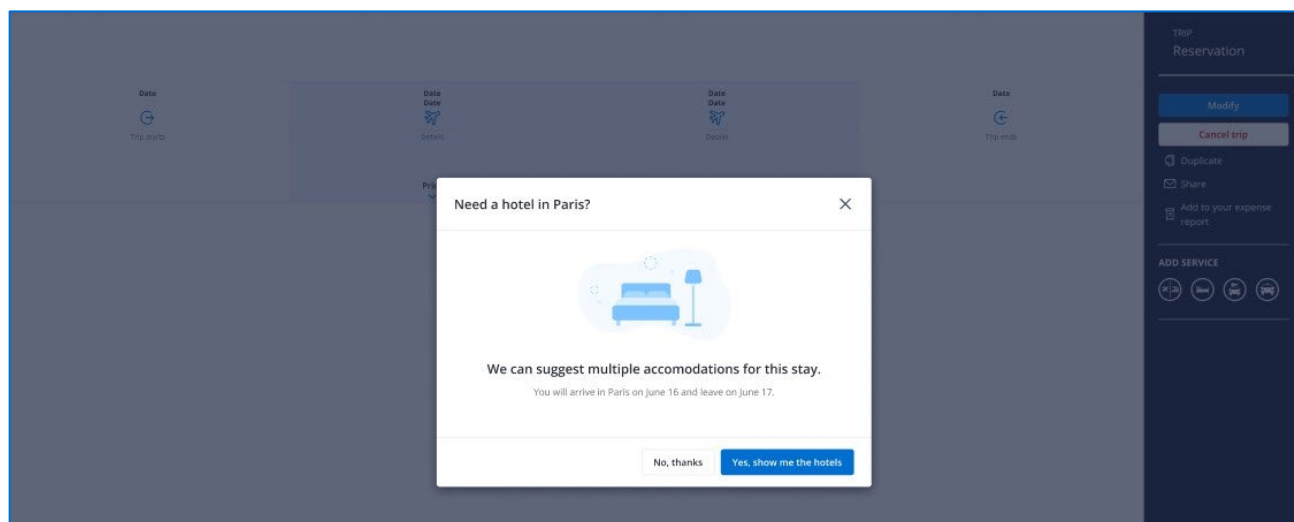 TRIP
Reservation
Date
Trip starts
Date
Date
Details
Date
Date
Details
Date
Trip ends
Modify
Cancel trip
Duplicate
Share
Add to your expense
report
ADD SERVICE
Need a hotel in Paris?
We can suggest multiple accomodations for this stay.
You will arrive in Paris on June 16 and leave on June 17.
No, thanks
Yes, show me the hotels